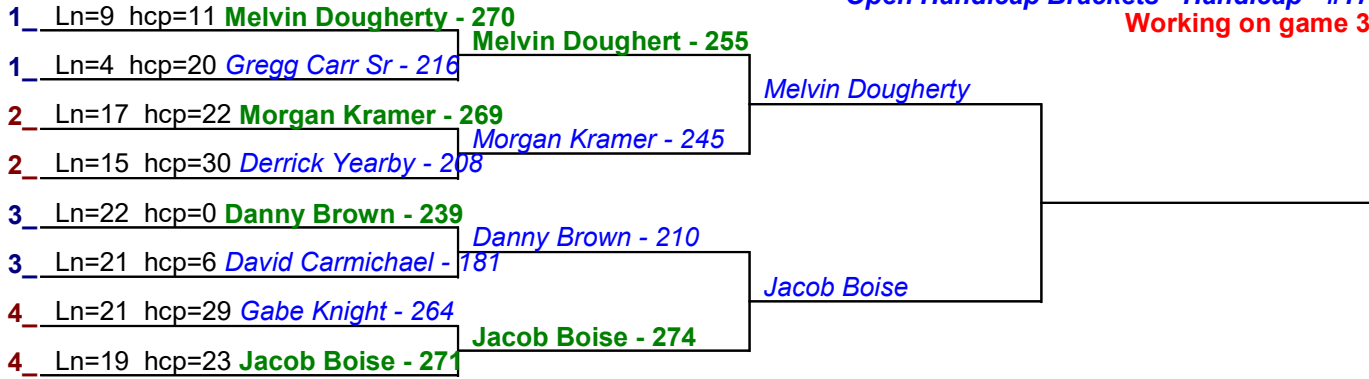 Open Handicap Brackets - Handicap - #17
Working on game 3
1_ Ln=9 hcp=11 Melvin Dougherty - 270
Melvin Doughert - 255
1_ Ln=4 hcp=20 Gregg Carr Sr - 216
Melvin Dougherty
2_ Ln=17 hcp=22 Morgan Kramer - 269
Morgan Kramer - 245
2_ Ln=15 hcp=30 Derrick Yearby - 208
3_ Ln=22 hcp=0 Danny Brown - 239
Danny Brown - 210
3_ Ln=21 hcp=6 David Carmichael - 181
Jacob Boise
4_ Ln=21 hcp=29 Gabe Knight - 264
Jacob Boise - 274
4_ Ln=19 hcp=23 Jacob Boise - 271